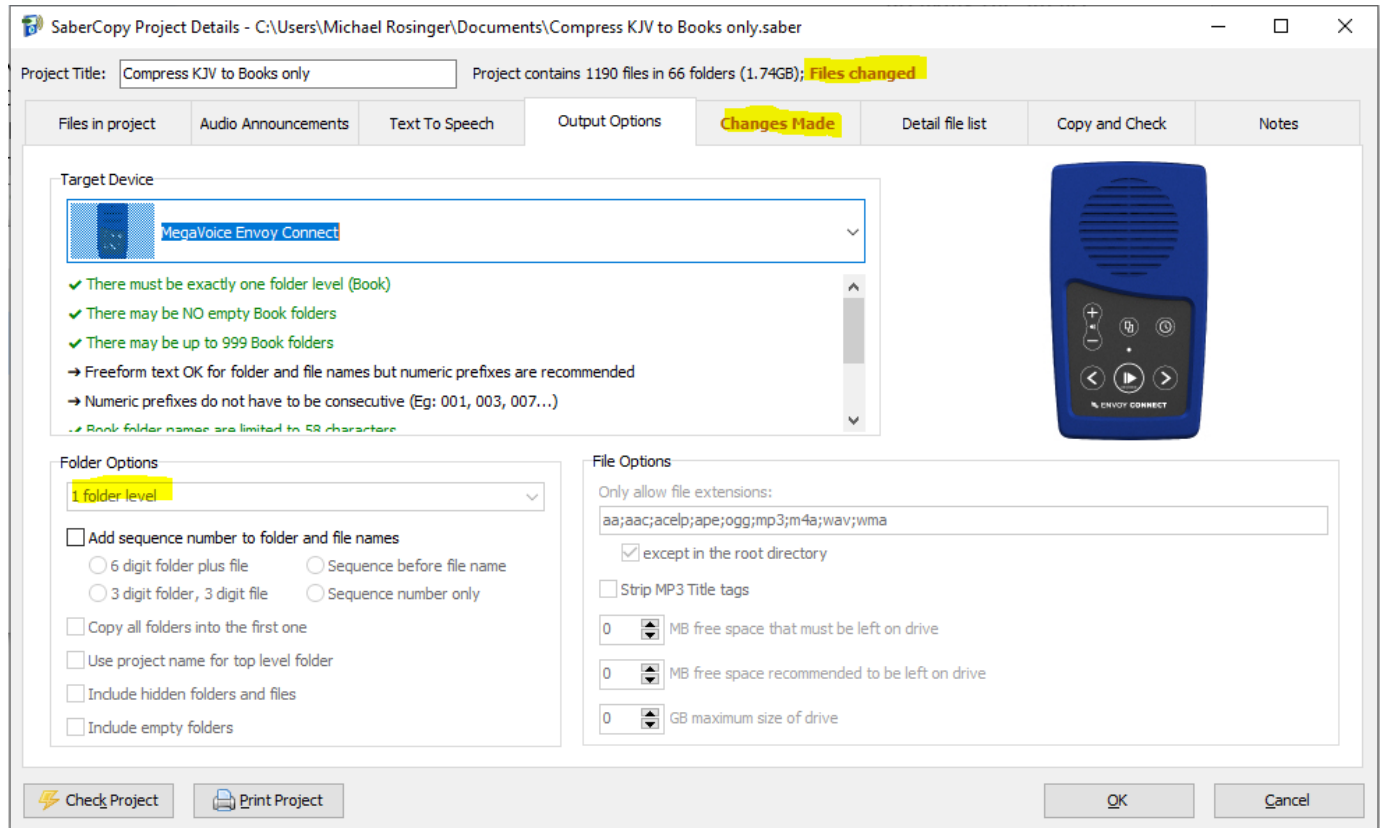 SaberCopy Project Details - C:\Users\Michael Rosinger\Documents\Compress KJV to Books only.saber
Project Title: Compress KJV to Books only Project contains 1190 files in 66 folders (1.74GB); Files changed
Files in project Audio Announcements Text To Speech Output Options Changes Made Detail file list Copy and Check Notes
Target Device
MegaVoice Envoy Connect
✔ There must be exactly one folder level (Book)
✔ There may be NO empty Book folders
✔ There may be up to 999 Book folders
➔ Freeform text OK for folder and file names but numeric prefixes are recommended
➔ Numeric prefixes do not have to be consecutive (Eg: 001, 003, 007...)
✔ Book folder names are limited to 58 characters
ENVOY CONNECT
Folder Options
1 folder level
Add sequence number to folder and file names
6 digit folder plus file Sequence before file name
3 digit folder, 3 digit file Sequence number only
Copy all folders into the first one
Use project name for top level folder
Include hidden folders and files
Include empty folders
File Options
Only allow file extensions:
aa;aac;acelp;ape;ogg;mp3;m4a;wav;wma
except in the root directory
Strip MP3 Title tags
0 MB free space that must be left on drive
0 MB free space recommended to be left on drive
0 GB maximum size of drive
Check Project Print Project OK Cancel